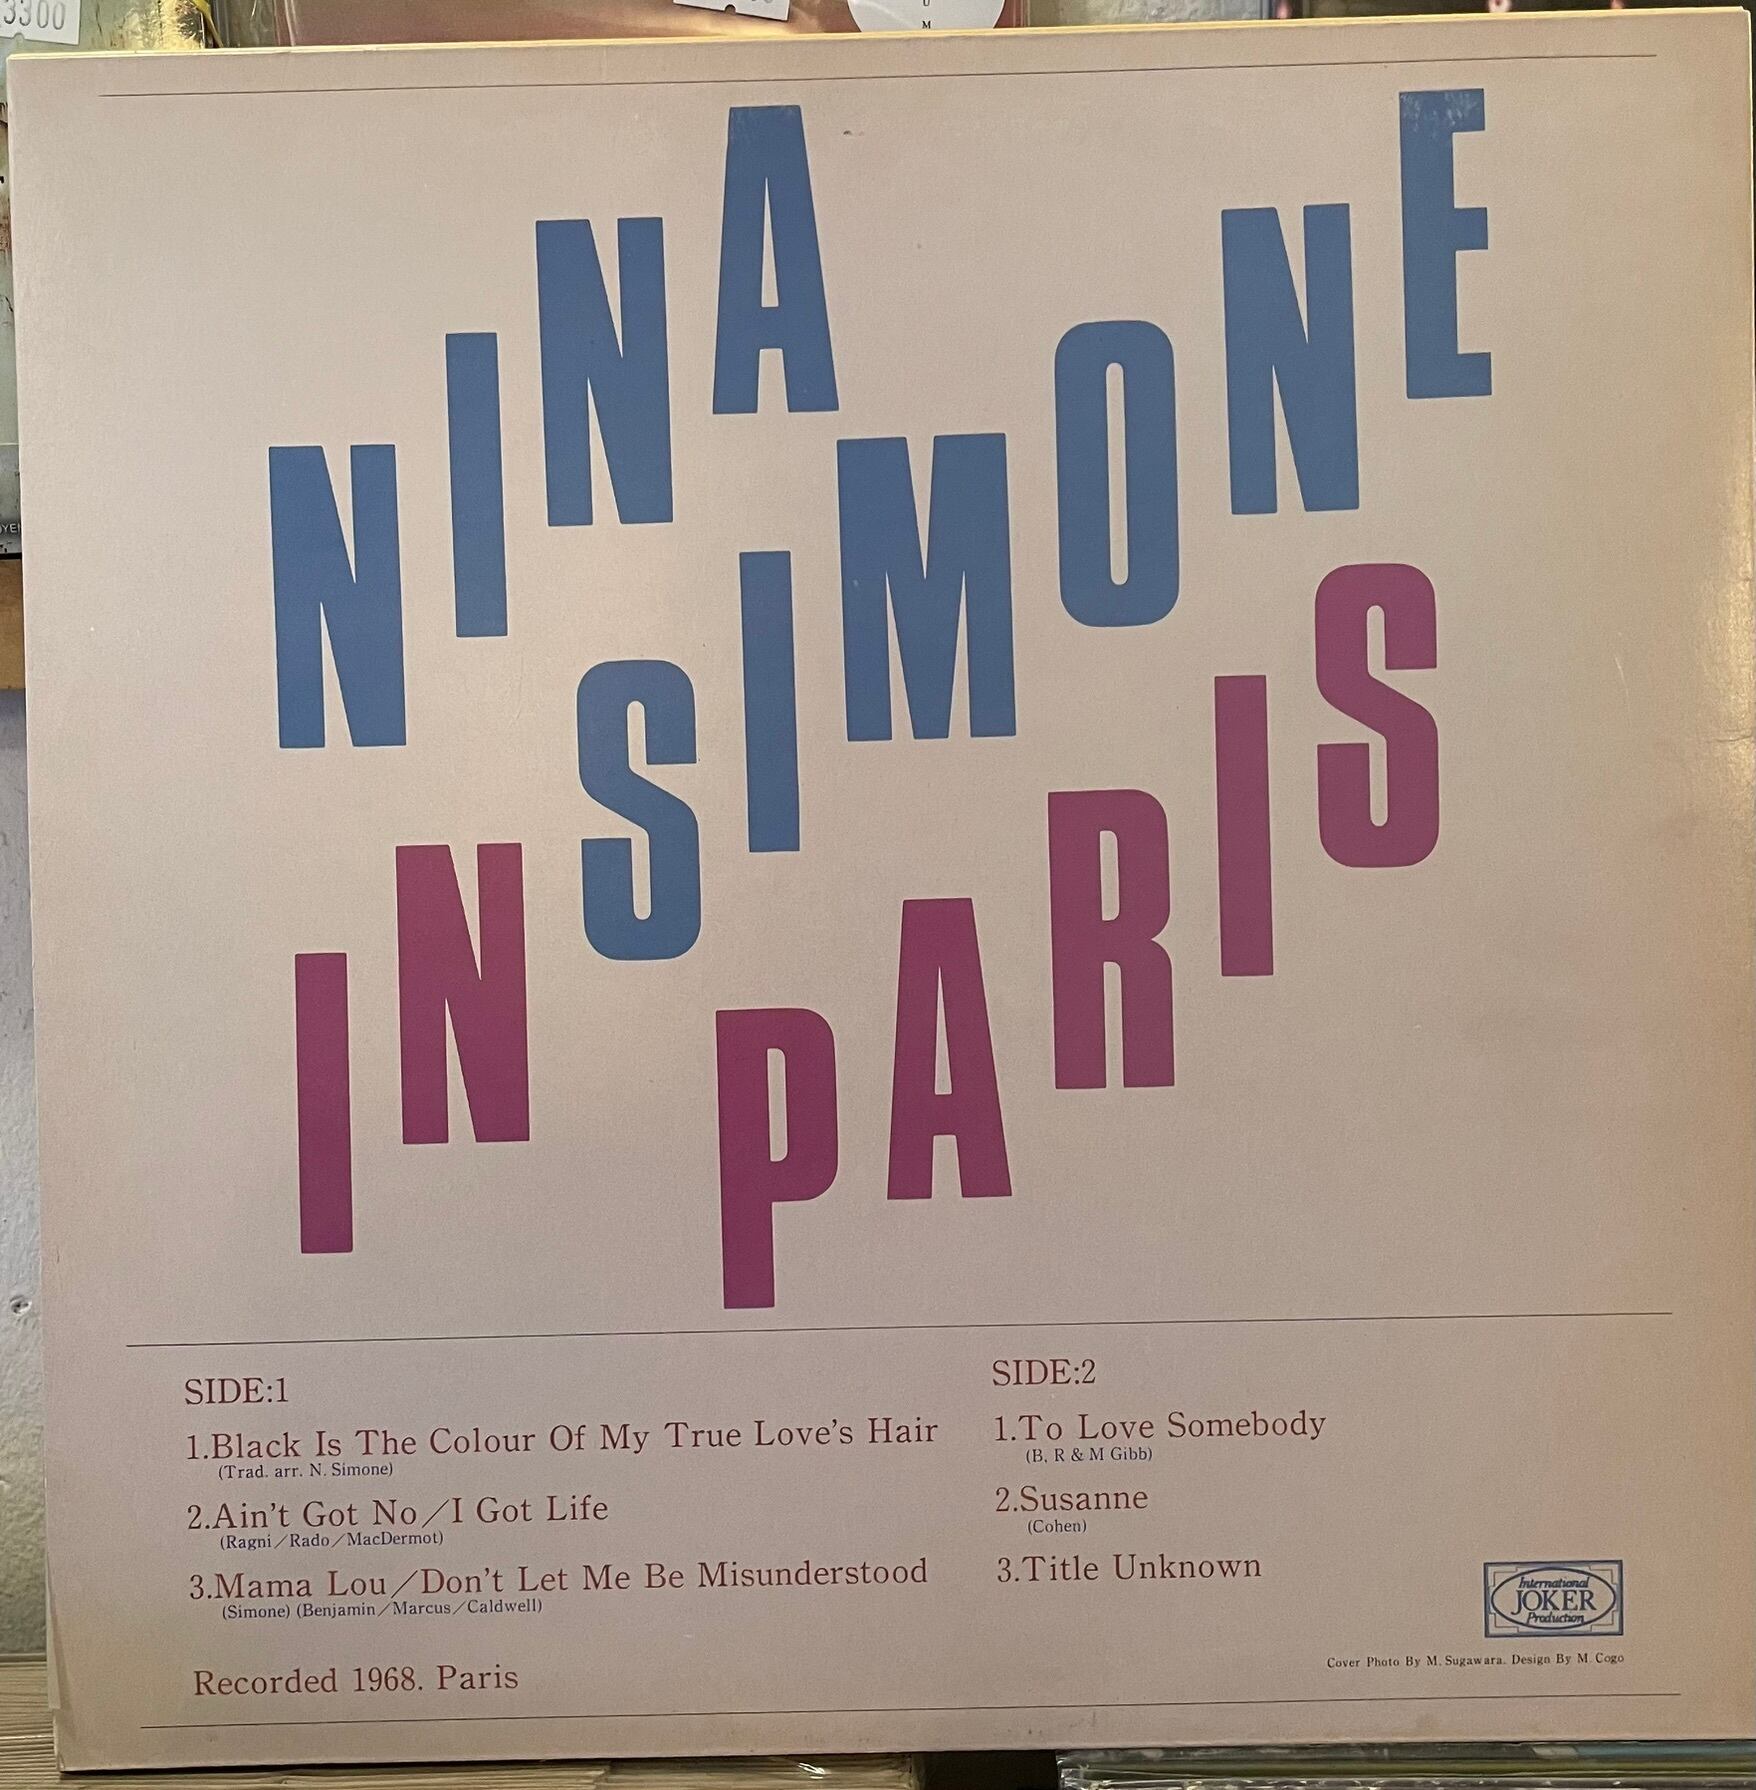 3300
U
M
NINA
SIMONE
IN
PARIS
SIDE:1
1.Black Is The Colour Of My True Love's Hair
(Trad. arr. N. Simone)
2.Ain't Got No／I Got Life
(Ragni／Rado／MacDermot)
3.Mama Lou／Don't Let Me Be Misunderstood
(Simone) (Benjamin／Marcus／Caldwell)
Recorded 1968. Paris
SIDE:2
1.To Love Somebody
(B, R & M Gibb)
2.Susanne
(Cohen)
3.Title Unknown
International
JOKER
Production
Cover Photo By M. Sugawara. Design By M. Cogo